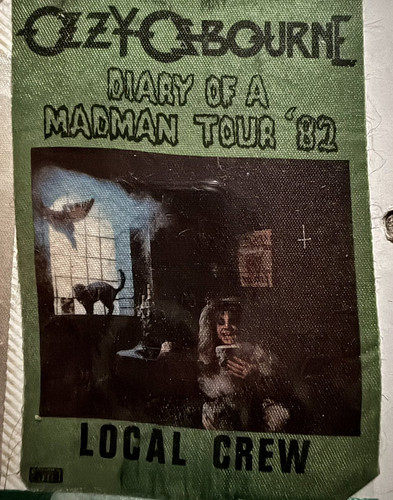 OZZY OSBOURNE
DIARY OF A
MADMAN TOUR '82
LOCAL CREW